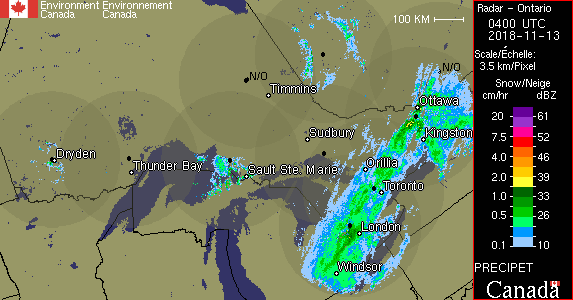 Environment Environnement
Canada Canada
100 KM
N/O
N/O
Timmins
Ottawa
Sudbury
Kingston
Dryden
Thunder Bay
Sault Ste. Marie
Orillia
Toronto
London
Windsor
Radar - Ontario
0400 UTC
2018-11-13
Scale/Échelle:
3.5 km/Pixel
Snow/Neige
cm/hr dBZ
20 61
7.5 52
4.0 46
2.0 39
1.0 33
0.5 26
0.1 10
PRECIPET
Canada